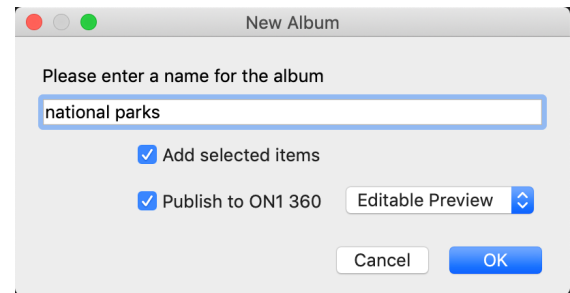 New Album
Please enter a name for the album
national parks
Add selected items
Publish to ON1 360 Editable Preview
Cancel OK